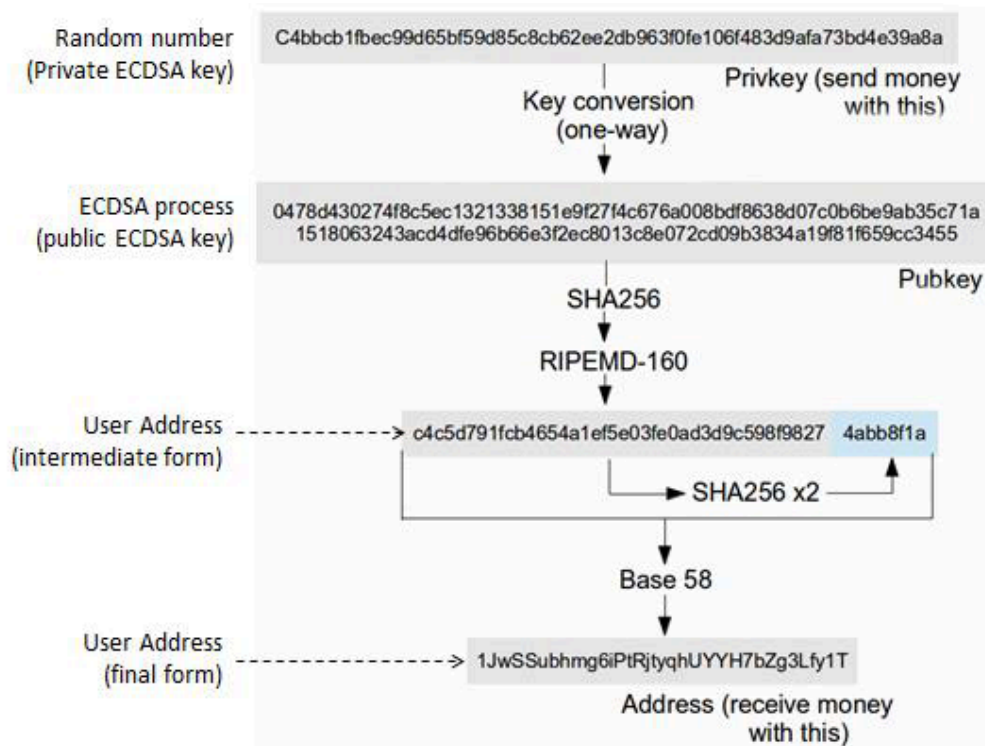 Random number
(Private ECDSA key)
C4bbcb1fbec99d65bf59d85c8cb62ee2db963f0fe106f483d9afa73bd4e39a8a
Privkey (send money
with this)
Key conversion
(one-way)
ECDSA process
(public ECDSA key)
0478d430274f8c5ec1321338151e9f27f4c676a008bdf8638d07c0b6be9ab35c71a
1518063243acd4dfe96b66e3f2ec8013c8e072cd09b3834a19f81f659cc3455
Pubkey
SHA256
RIPEMD-160
User Address
(intermediate form)
c4c5d791fcb4654a1ef5e03fe0ad3d9c598f9827 4abb8f1a
SHA256 x2
Base 58
User Address
(final form)
1JwSSubhmg6iPtRjtyqhUYYH7bZg3Lfy1T
Address (receive money
with this)